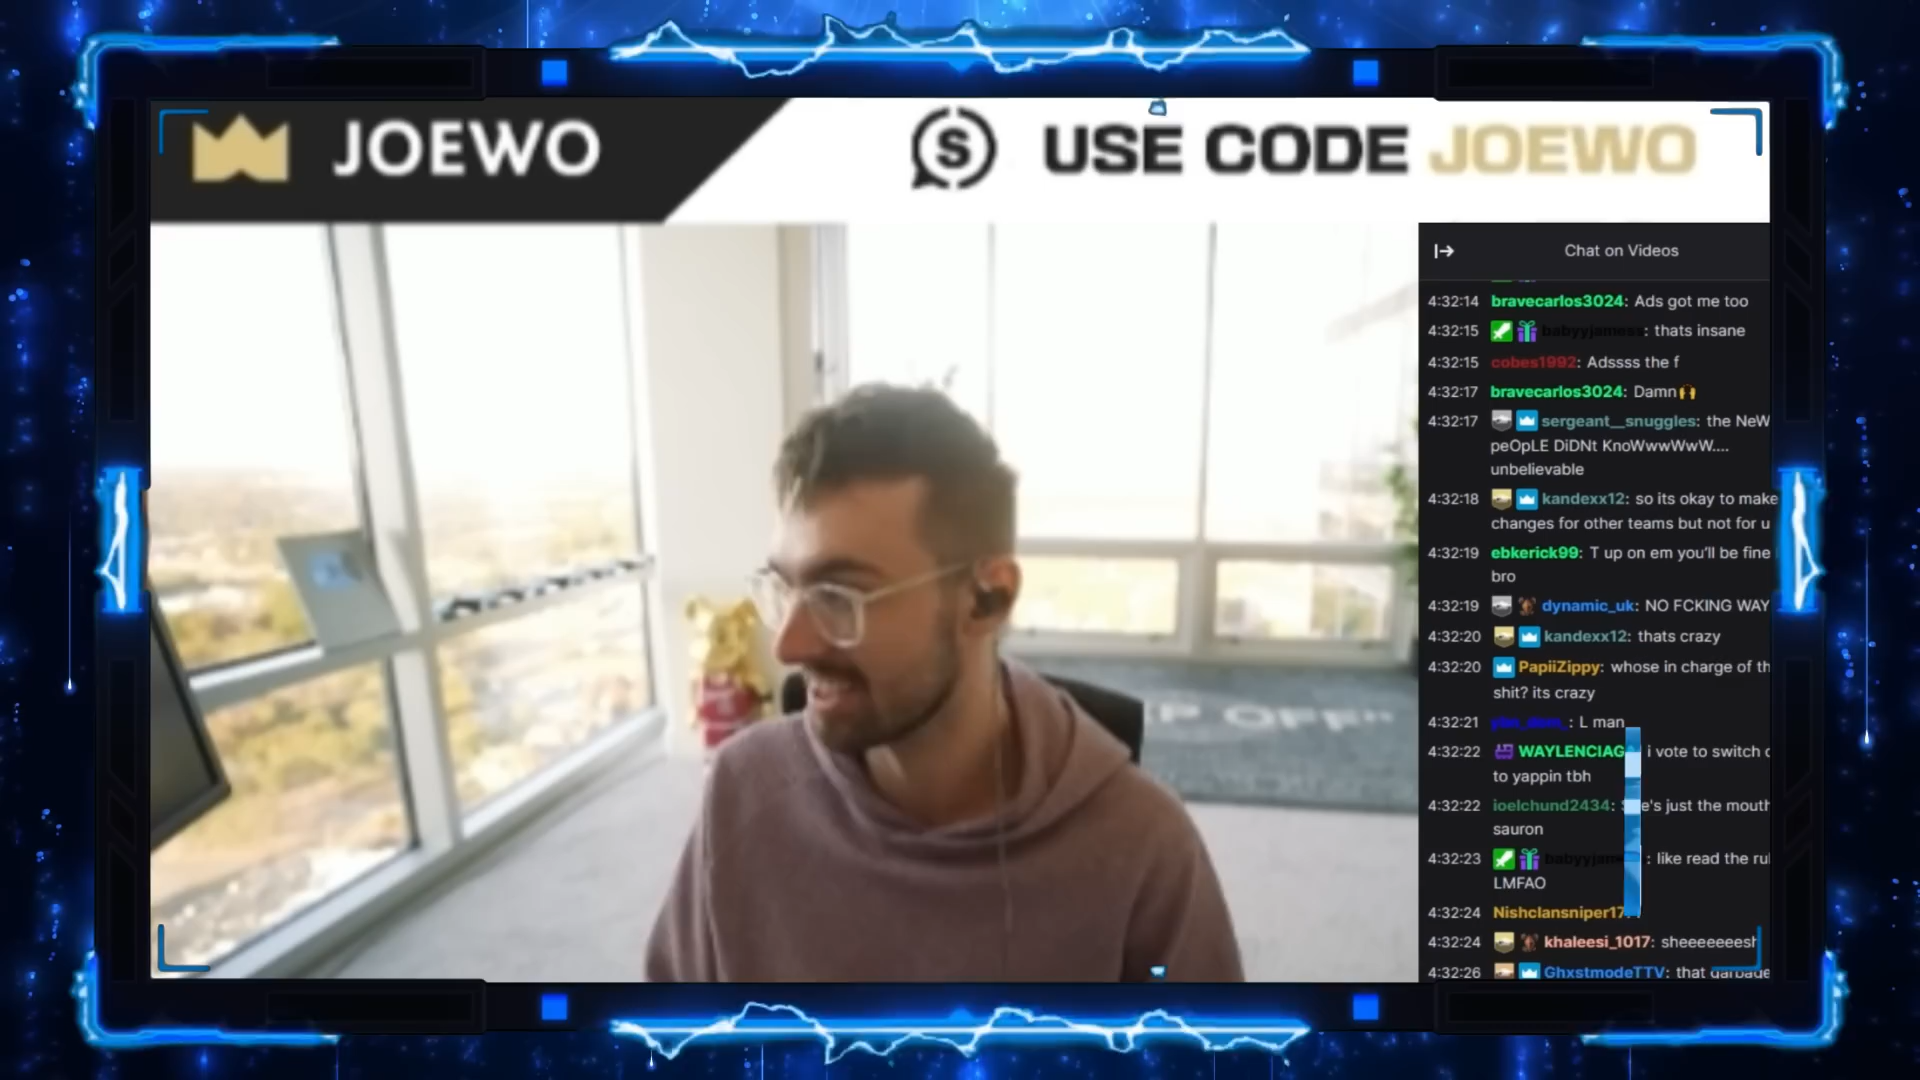 JOEWO
S USE CODE JOEWO
Chat on Videos
4:32:14 bravecarlos3024: Ads got me too
4:32:15 babyyjames: : thats insane
4:32:15 cobes1992: Adssss the f
4:32:17 bravecarlos3024: Damn
4:32:17 sergeant__snuggles: the NeW
peOpLE DiDNt KnoWwwWwW....
unbelievable
4:32:18 kandexx12: so its okay to make
changes for other teams but not for u
4:32:19 ebkerick99: T up on em you'll be fine
bro
4:32:19 dynamic_uk: NO FCKING WAY
4:32:20 kandexx12: thats crazy
4:32:20 PapiiZippy: whose in charge of th
shit? its crazy
4:32:21 : L man
4:32:22 WAYLENCIAG i vote to switch
to yappin tbh
4:32:22 ioelchund2434: e's just the mouth
sauron
4:32:23 : like read the rul
LMFAO
4:32:24 Nishclansniper17
4:32:24 khaleesi_1017: sheeeeeeesh
4:32:26 GhxstmodeTTV: that garbage
P OFF"